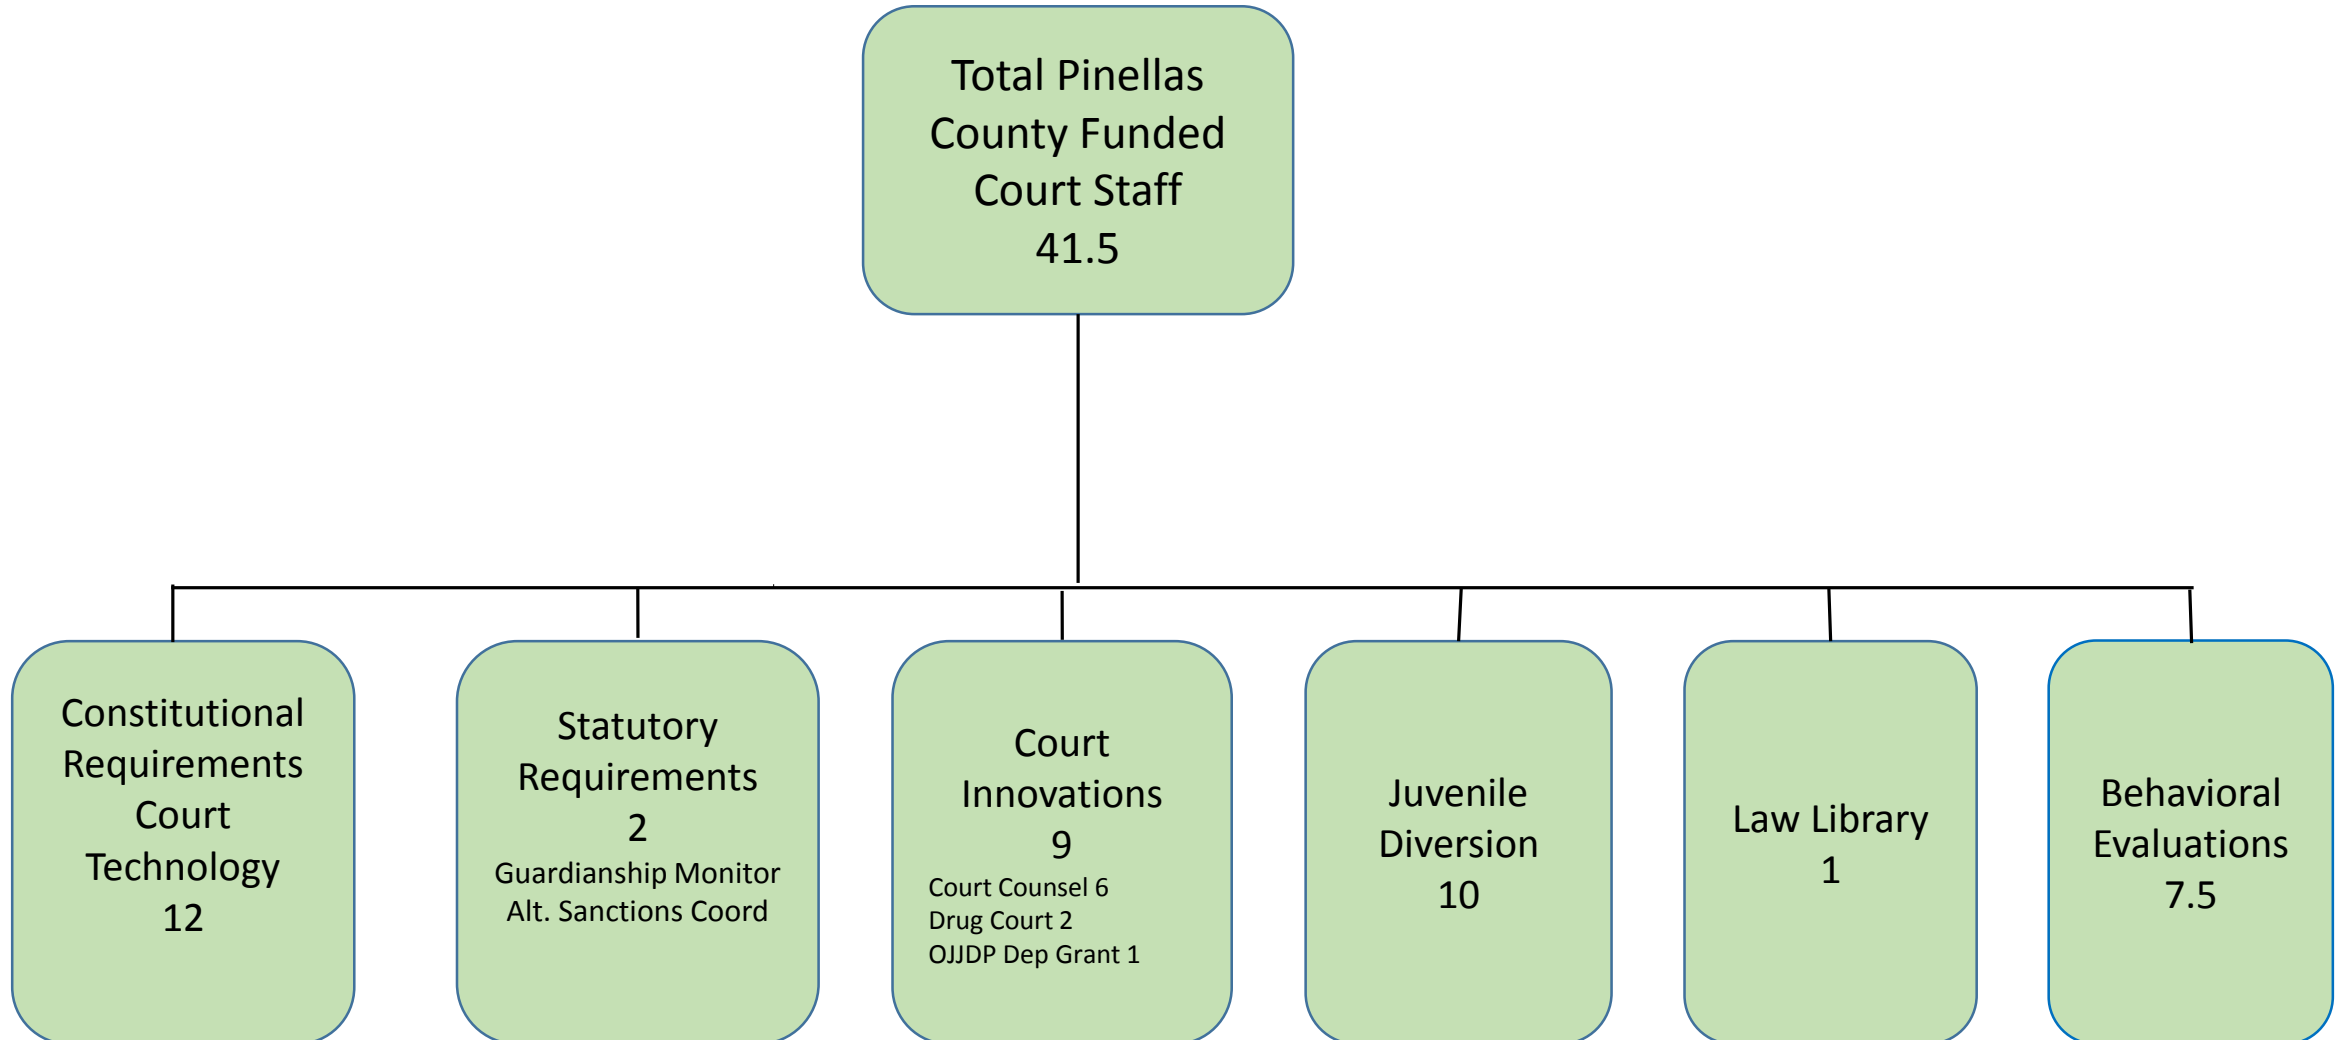 Total Pinellas
County Funded
Court Staff
41.5
Constitutional
Requirements
Court
Technology
12
Statutory
Requirements
2
Guardianship Monitor
Alt. Sanctions Coord
Court
Innovations
9
Court Counsel 6
Drug Court 2
OJJDP Dep Grant 1
Juvenile
Diversion
10
Law Library
1
Behavioral
Evaluations
7.5